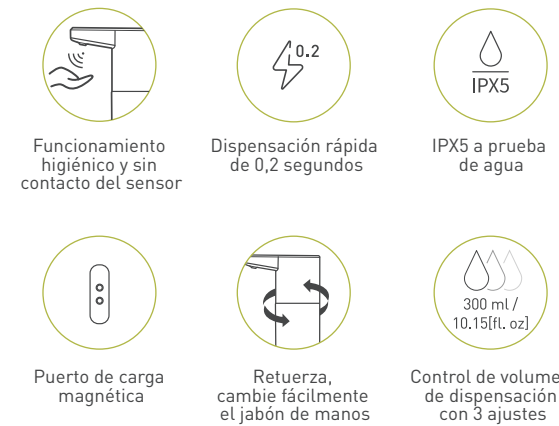 0.2
IPX5
Funcionamiento
higiénico y sin
contacto del sensor
Dispensación rápida
de 0,2 segundos
IPX5 a prueba
de agua
300 ml /
10.15[fl. oz]
Puerto de carga
magnética
Retuerza,
cambie fácilmente
el jabón de manos
Control de volume
de dispensación
con 3 ajustes